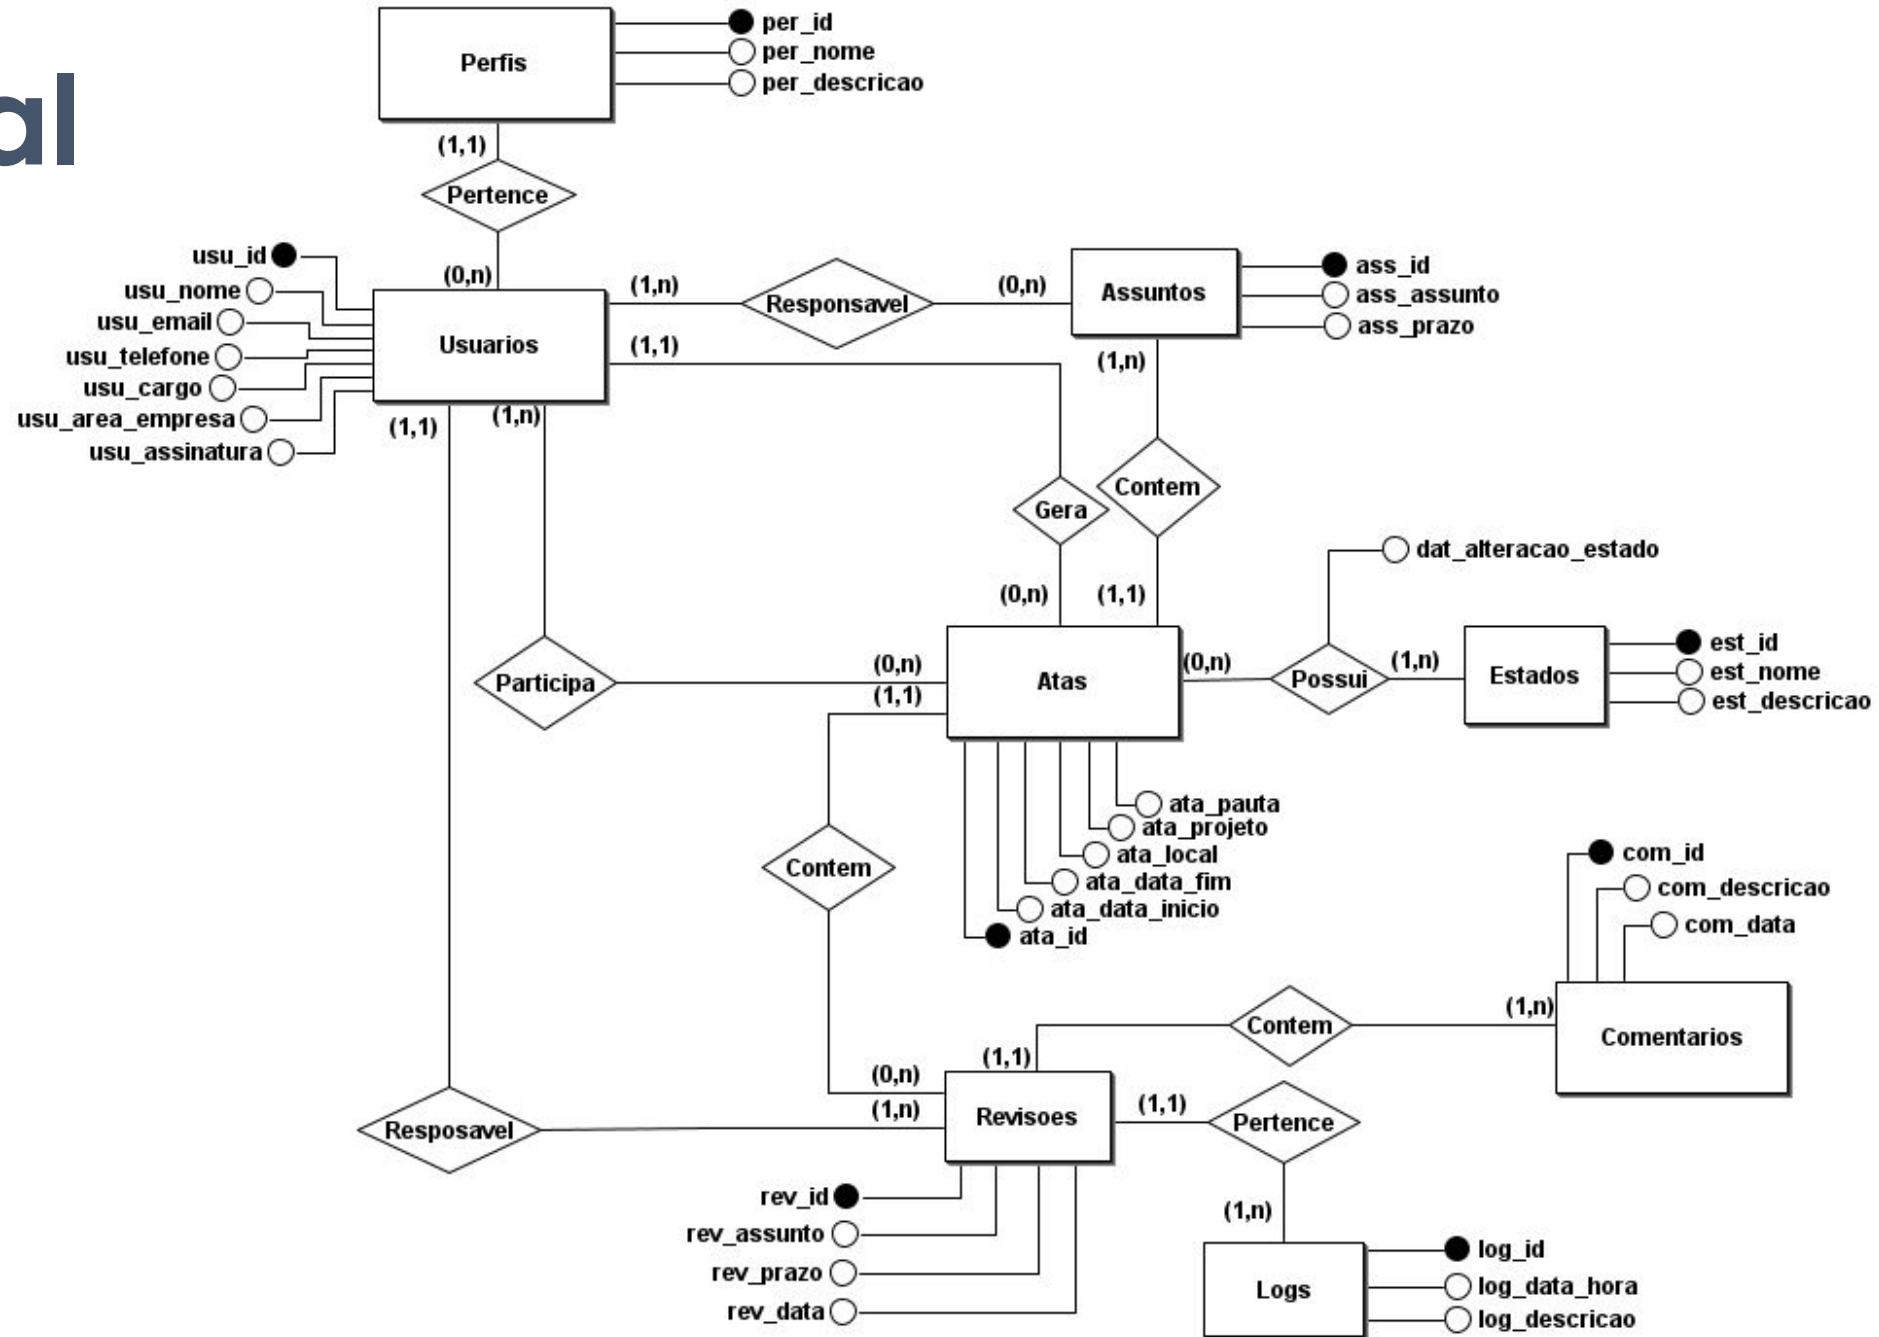 al
per_id
per_nome
per_descricao
Perfis
(1,1)
Pertence
(0,n)
usu_id
usu_nome
usu_email
usu_telefone
usu_cargo
usu_area_empresa
usu_assinatura
Usuarios
(1,n)
Responsavel
(0,n)
Assuntos
ass_id
ass_assunto
ass_prazo
(1,1)
(1,n)
(1,1)
(1,n)
Gera
Contem
(0,n)
(1,1)
dat_alteracao_estado
Participa
(0,n)
(1,1)
Atas
(0,n)
Possui
(1,n)
Estados
est_id
est_nome
est_descricao
ata_pauta
ata_projeto
ata_local
ata_data_fim
ata_data_inicio
ata_id
Contem
com_id
com_descricao
com_data
Comentarios
(1,n)
Contem
(1,1)
(0,n)
(1,n)
Resposavel
Revisoes
(1,1)
Pertence
(1,n)
rev_id
rev_assunto
rev_prazo
rev_data
Logs
log_id
log_data_hora
log_descricao